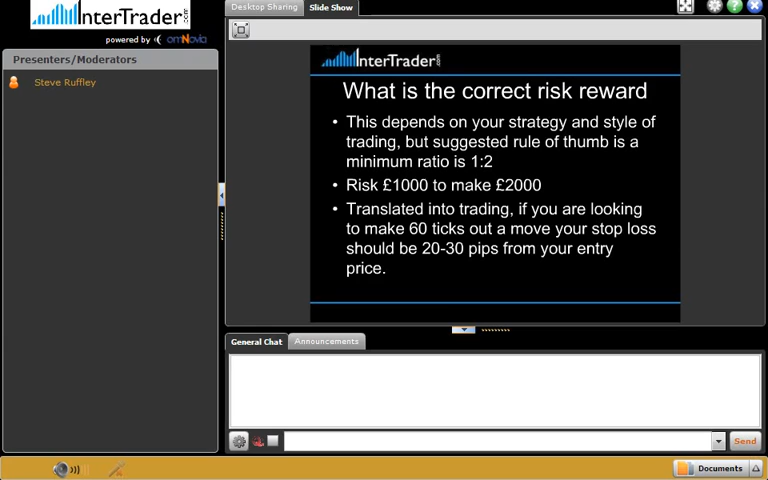 InterTrader.com
powered by omNovia
Presenters/Moderators
Steve Ruffley
Desktop Sharing
Slide Show
InterTrader.com
What is the correct risk reward
• This depends on your strategy and style of
trading, but suggested rule of thumb is a
minimum ratio is 1:2
• Risk £1000 to make £2000
• Translated into trading, if you are looking
to make 60 ticks out a move your stop loss
should be 20-30 pips from your entry
price.
General Chat
Announcements
Send
Documents